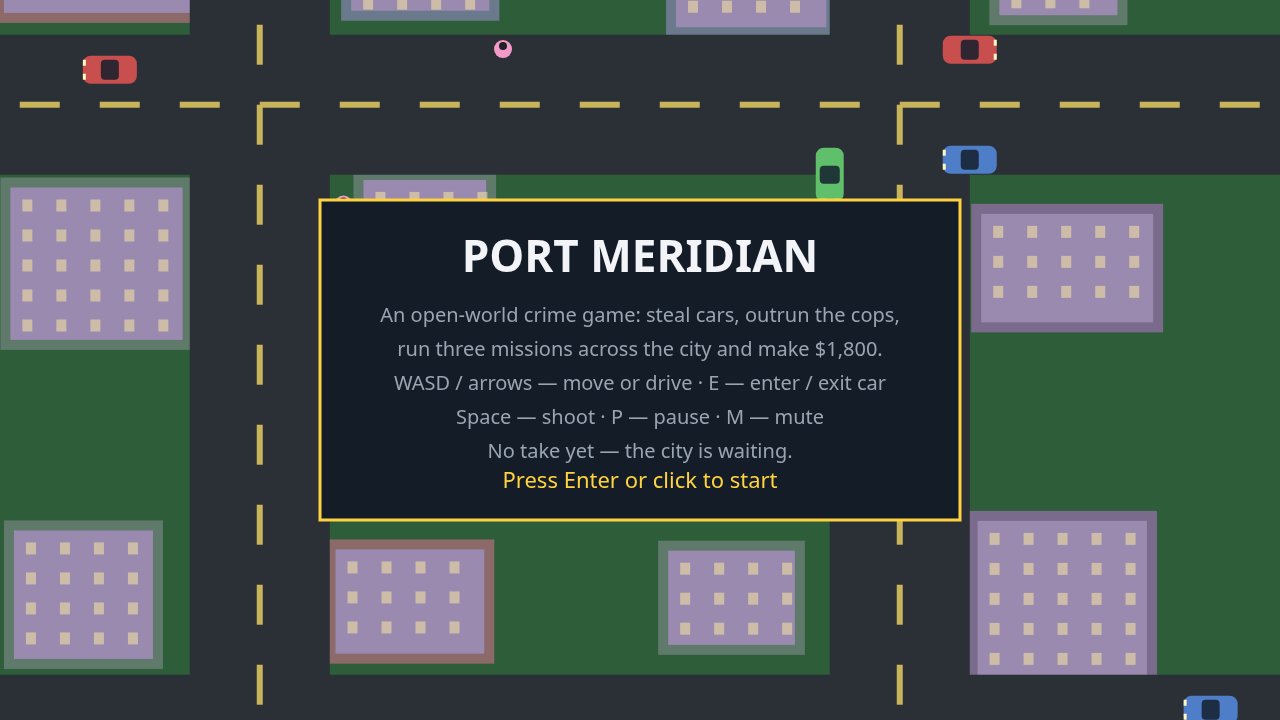 PORT MERIDIAN
An open-world crime game: steal cars, outrun the cops,
run three missions across the city and make $1,800.
WASD / arrows — move or drive · E — enter / exit car
Space — shoot · P — pause · M — mute
No take yet — the city is waiting.
Press Enter or click to start